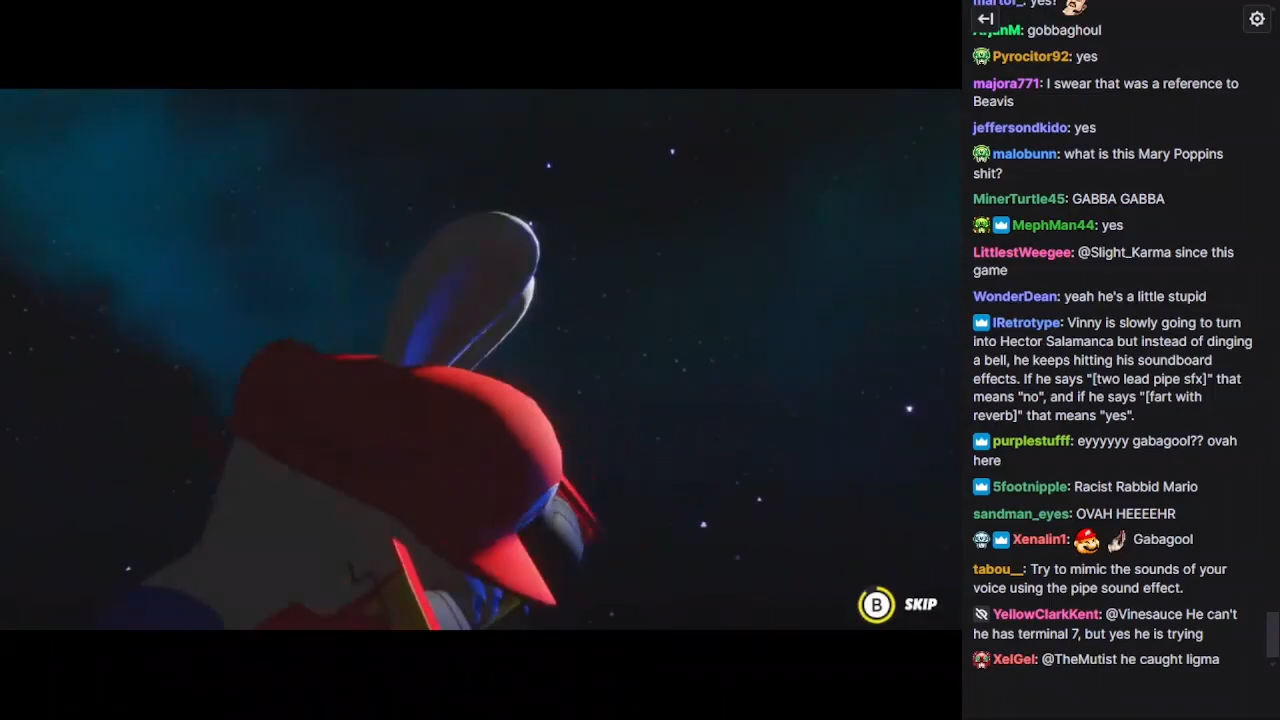 martof_: yes?
M: gobbaghoul
Pyrocitor92: yes
majora771: I swear that was a reference to
Beavis
jeffersondkido: yes
malobunn: what is this Mary Poppins
shit?
MinerTurtle45: GABBA GABBA
MephMan44: yes
LittlestWeegee: @Slight_Karma since this
game
WonderDean: yeah he's a little stupid
IRetrotype: Vinny is slowly going to turn
into Hector Salamanca but instead of dinging
a bell, he keeps hitting his soundboard
effects. If he says "[two lead pipe sfx]" that
means "no", and if he says "[fart with
reverb]" that means "yes".
purplestufff: eyyyyyy gabagool?? ovah
here
5footnipple: Racist Rabbid Mario
sandman_eyes: OVAH HEEEEHR
Xenalin1: Gabagool
tabou__: Try to mimic the sounds of your
voice using the pipe sound effect.
YellowClarkKent: @Vinesauce He can't
he has terminal 7, but yes he is trying
XelGel: @TheMutist he caught ligma
B SKIP